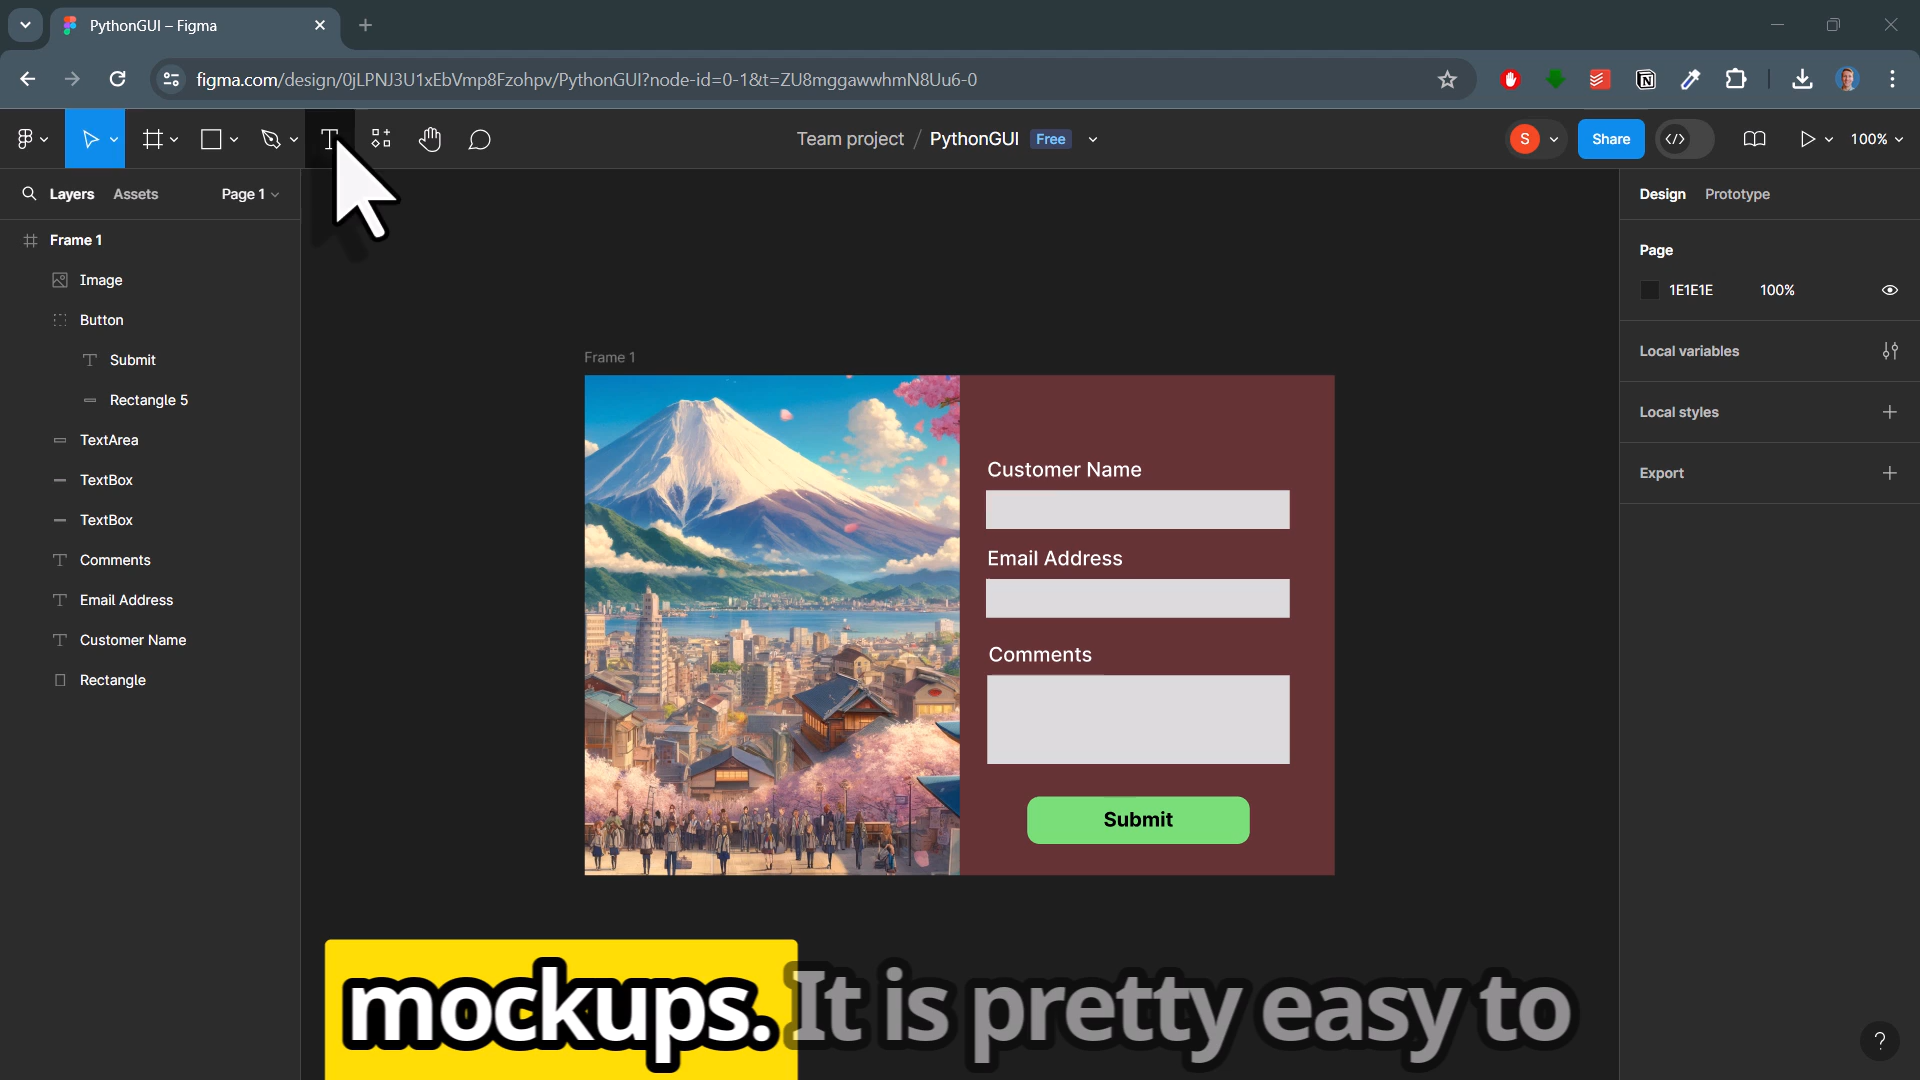 PythonGUI – Figma
figma.com/design/0jLPNJ3U1xEbVmp8Fzohpv/PythonGUI?node-id=0-1&t=ZU8mggawwhmN8Uu6-0
Team project / PythonGUI Free
S
Share
100%
Layers
Assets
Page 1
Design
Prototype
Frame 1
Image
Button
Submit
Rectangle 5
TextArea
TextBox
TextBox
Comments
Email Address
Customer Name
Rectangle
Frame 1
Customer Name
Email Address
Comments
Submit
Page
1E1E1E 100%
Local variables
Local styles
Export
mockups. It is pretty easy to
?